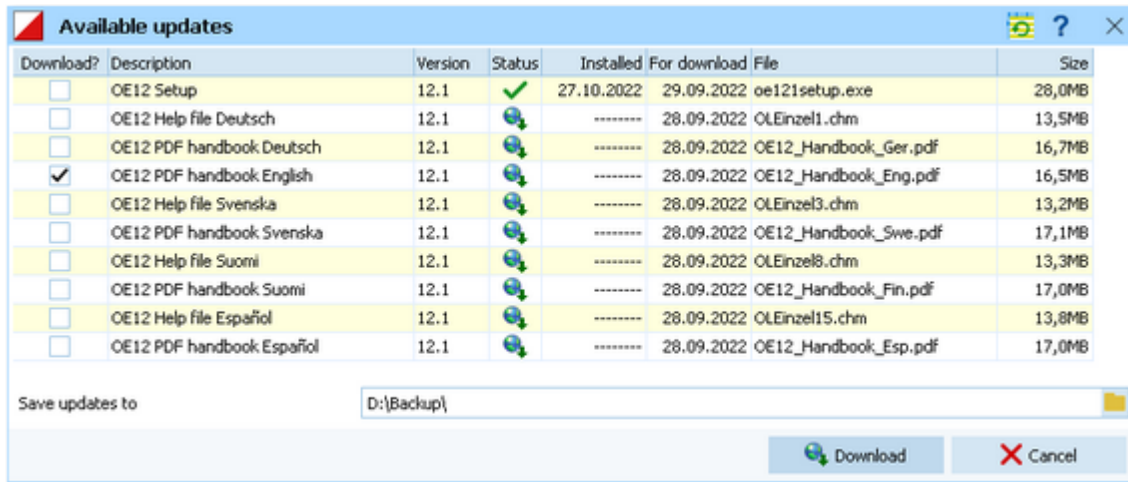 Available updates
Download? Description Version Status Installed For download File Size
OE12 Setup 12.1 27.10.2022 29.09.2022 oe121setup.exe 28,0MB
OE12 Help file Deutsch 12.1 -------- 28.09.2022 OLEinzel1.chm 13,5MB
OE12 PDF handbook Deutsch 12.1 -------- 28.09.2022 OE12_Handbook_Ger.pdf 16,7MB
OE12 PDF handbook English 12.1 -------- 28.09.2022 OE12_Handbook_Eng.pdf 16,5MB
OE12 Help file Svenska 12.1 -------- 28.09.2022 OLEinzel3.chm 13,2MB
OE12 PDF handbook Svenska 12.1 -------- 28.09.2022 OE12_Handbook_Swe.pdf 17,1MB
OE12 Help file Suomi 12.1 -------- 28.09.2022 OLEinzel8.chm 13,3MB
OE12 PDF handbook Suomi 12.1 -------- 28.09.2022 OE12_Handbook_Fin.pdf 17,0MB
OE12 Help file Español 12.1 -------- 28.09.2022 OLEinzel15.chm 13,8MB
OE12 PDF handbook Español 12.1 -------- 28.09.2022 OE12_Handbook_Esp.pdf 17,0MB
Save updates to D:\Backup\
Download Cancel